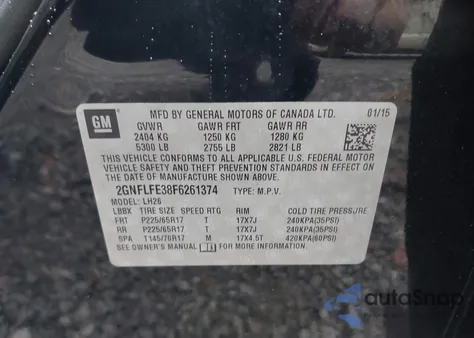 GM
MFD BY GENERAL MOTORS OF CANADA LTD. 01/15
GVWR GAWR FRT GAWR RR
2404 KG 1250 KG 1280 KG
5300 LB 2755 LB 2821 LB
THIS VEHICLE CONFORMS TO ALL APPLICABLE U.S. FEDERAL MOTOR
VEHICLE SAFETY AND THEFT PREVENTION STANDARDS IN EFFECT ON
THE DATE OF MANUFACTURE SHOWN ABOVE.
2GNFLFE38F6261374 TYPE: M.P.V.
MODEL: LH26
LBBX TIRE SIZE SPEED RTG RIM COLD TIRE PRESSURE
FRT P225/65R17 T 17X7J 240KPA(35PSI)
RR P225/65R17 T 17X7J 240KPA(35PSI)
SPA T145/70R17 M 17X4.5T 420KPA(60PSI)
SEE OWNER'S MANUAL FOR MORE INFORMATION.
autoSnap